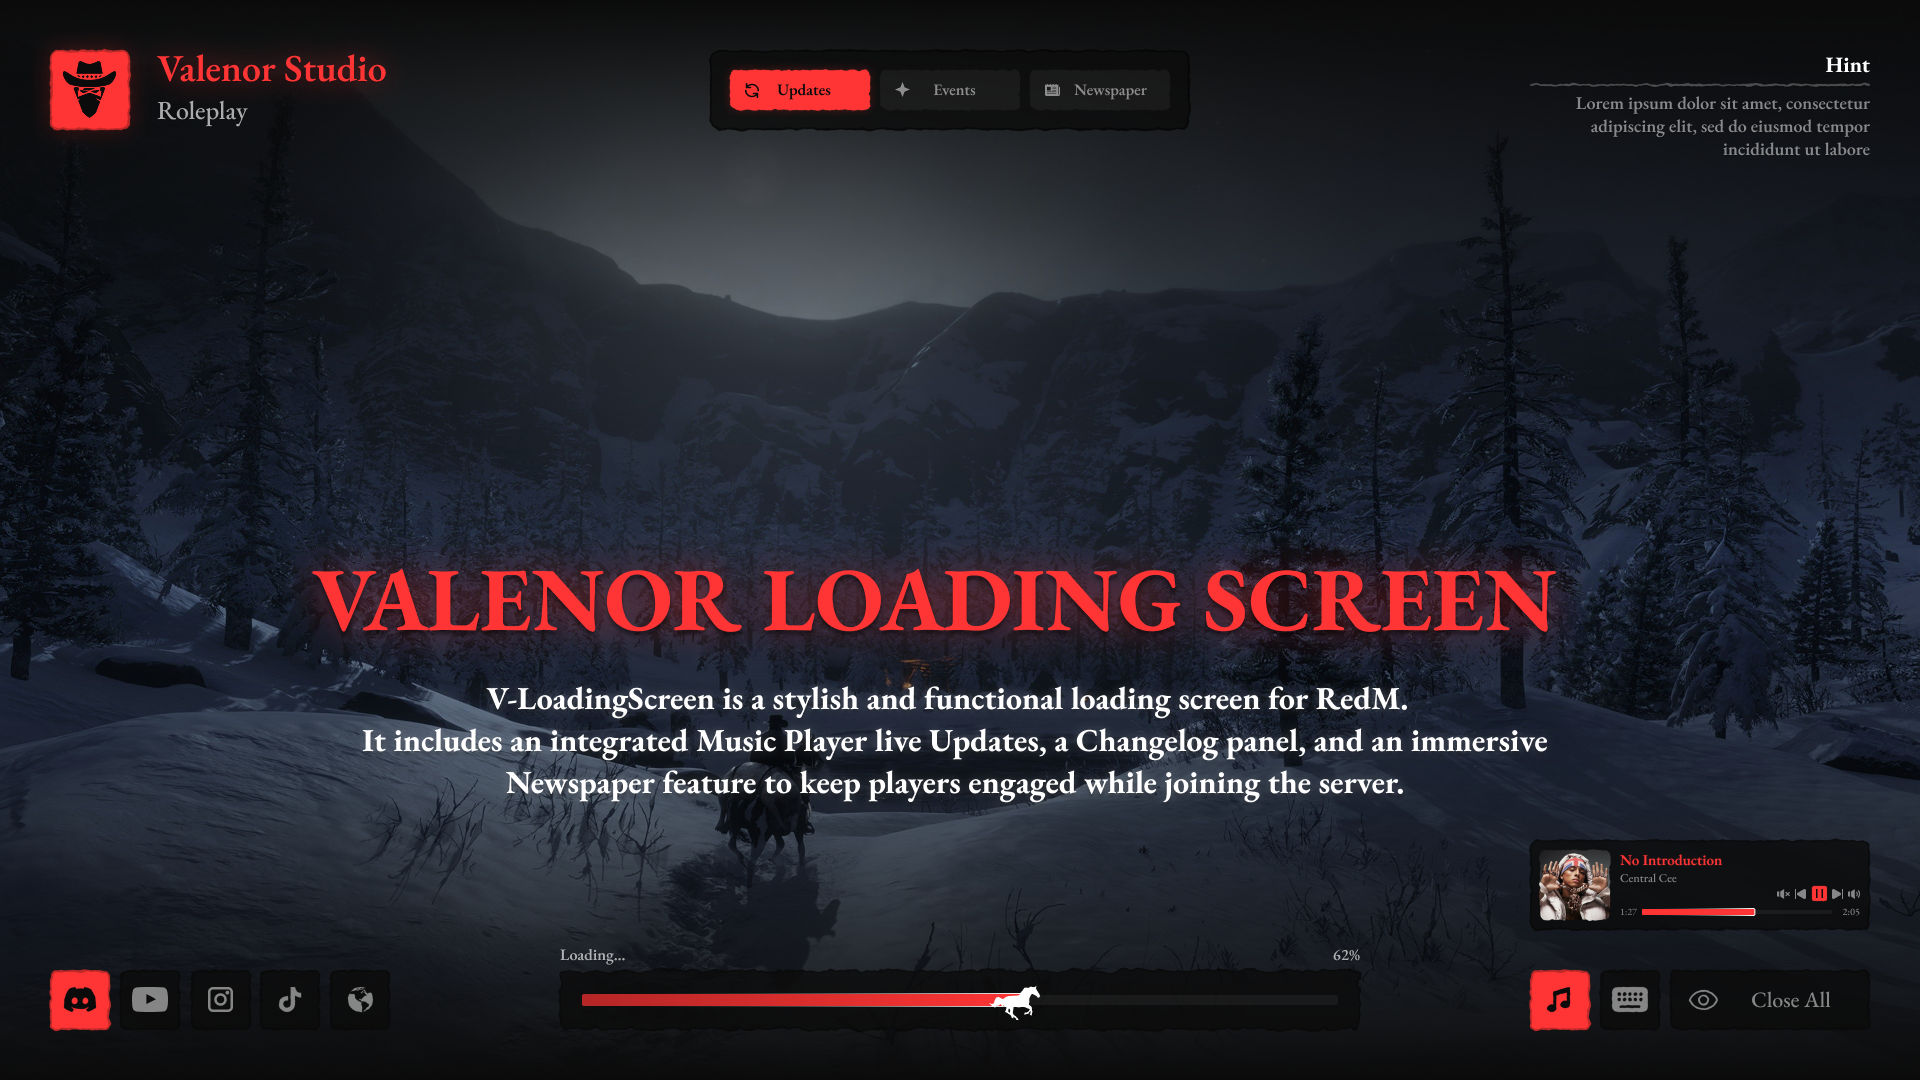 Valenor Studio
Roleplay
Updates
Events
Newspaper
Hint
Lorem ipsum dolor sit amet, consectetur
adipiscing elit, sed do eiusmod tempor
incididunt ut labore
VALENOR LOADING SCREEN
V-LoadingScreen is a stylish and functional loading screen for RedM.
It includes an integrated Music Player live Updates, a Changelog panel, and an immersive
Newspaper feature to keep players engaged while joining the server.
No Introduction
Central Cee
1:27
2:05
Loading...
62%
Close All